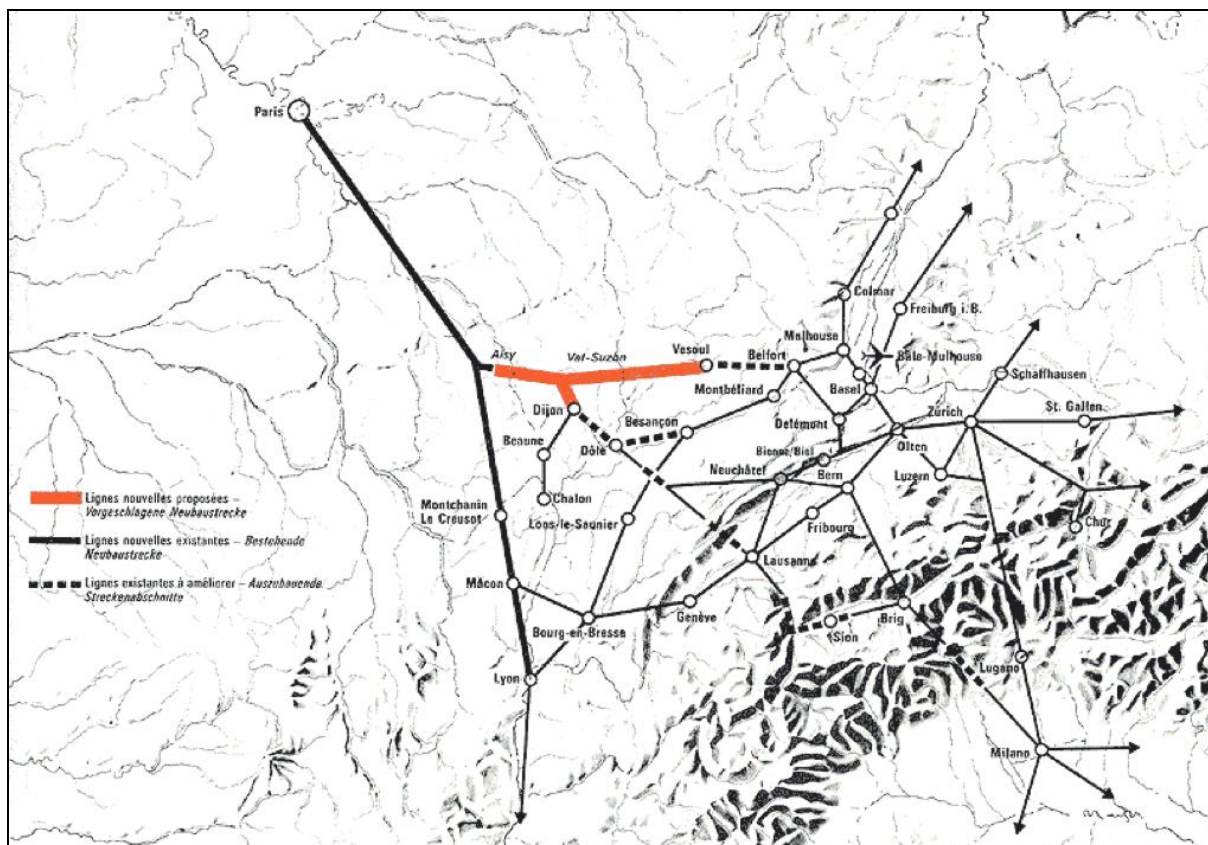 Paris
Colmar
Freiburg i. B.
Mulhouse
Bâle-Mulhouse
Aisy
Val-Suzon
Vesoul
Belfort
Schaffhausen
Montbéliard
Basel
Dijon
Besançon
Delémont
Zürich
St. Gallen
Beaune
Dôle
Bienne/Biel
Olten
Neuchâtel
Bern
Luzern
Chalon
Lignes nouvelles proposées –
Vorgeschlagene Neubaustrecke
Montchanin
Le Creusot
Lons-le-Saunier
Fribourg
Chur
Lignes nouvelles existantes – Bestehende
Neubaustrecke
Lausanne
Lignes existantes à améliorer – Auszubauende
Streckenabschnitte
Mâcon
Genève
Brig
Bourg-en-Bresse
Sion
Lugano
Lyon
Milano